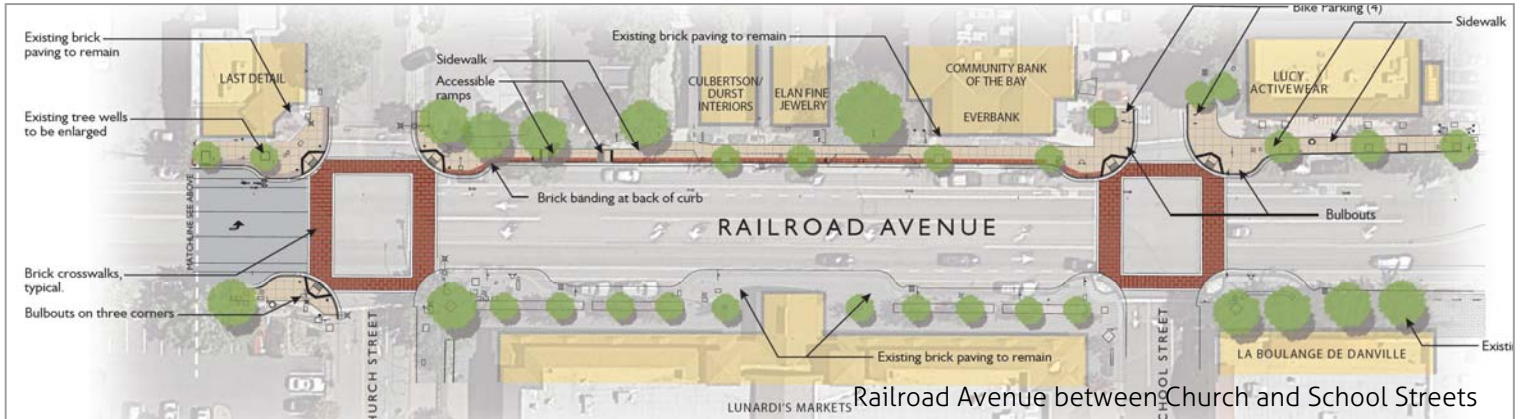 Existing brick
paving to remain
Existing tree wells
to be enlarged
LAST DETAIL
Sidewalk
Accessible
ramps
Existing brick paving to remain
CULBERTSON/
DURST
INTERIORS
ELAN FINE
JEWELRY
COMMUNITY BANK
OF THE BAY
EVERBANK
Bike Parking (4)
Sidewalk
LUCY
ACTIVEWEAR
Brick banding at back of curb
RAILROAD AVENUE
Bulbouts
MATCHLINE SEE ABOVE
Brick crosswalks,
typical.
Bulbouts on three corners
CHURCH STREET
Existing brick paving to remain
SCHOOL STREET
LA BOULANGE DE DANVILLE
Existi
LUNARDI'S MARKETS
Railroad Avenue between Church and School Streets